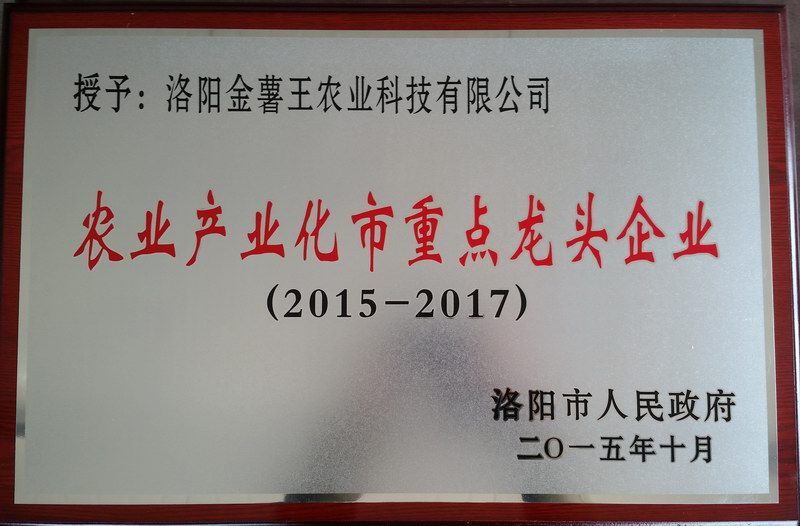 授予：洛阳金薯王农业科技有限公司
农业产业化市重点龙头企业
(2015-2017)
洛阳市人民政府
二〇一五年十月